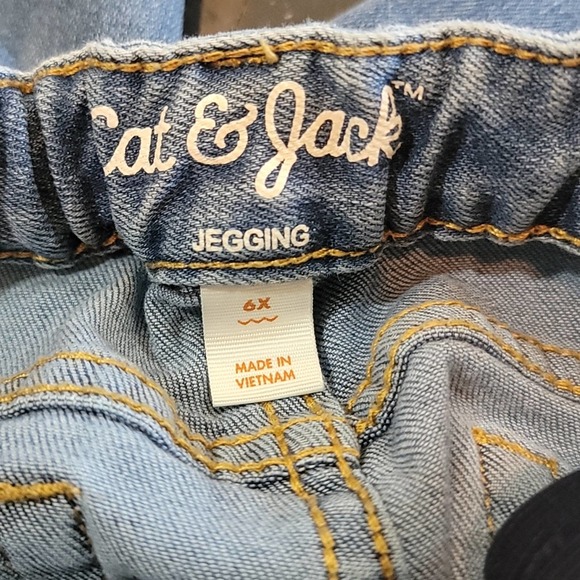 Cat & Jack™
JEGGING
6X
MADE IN
VIETNAM